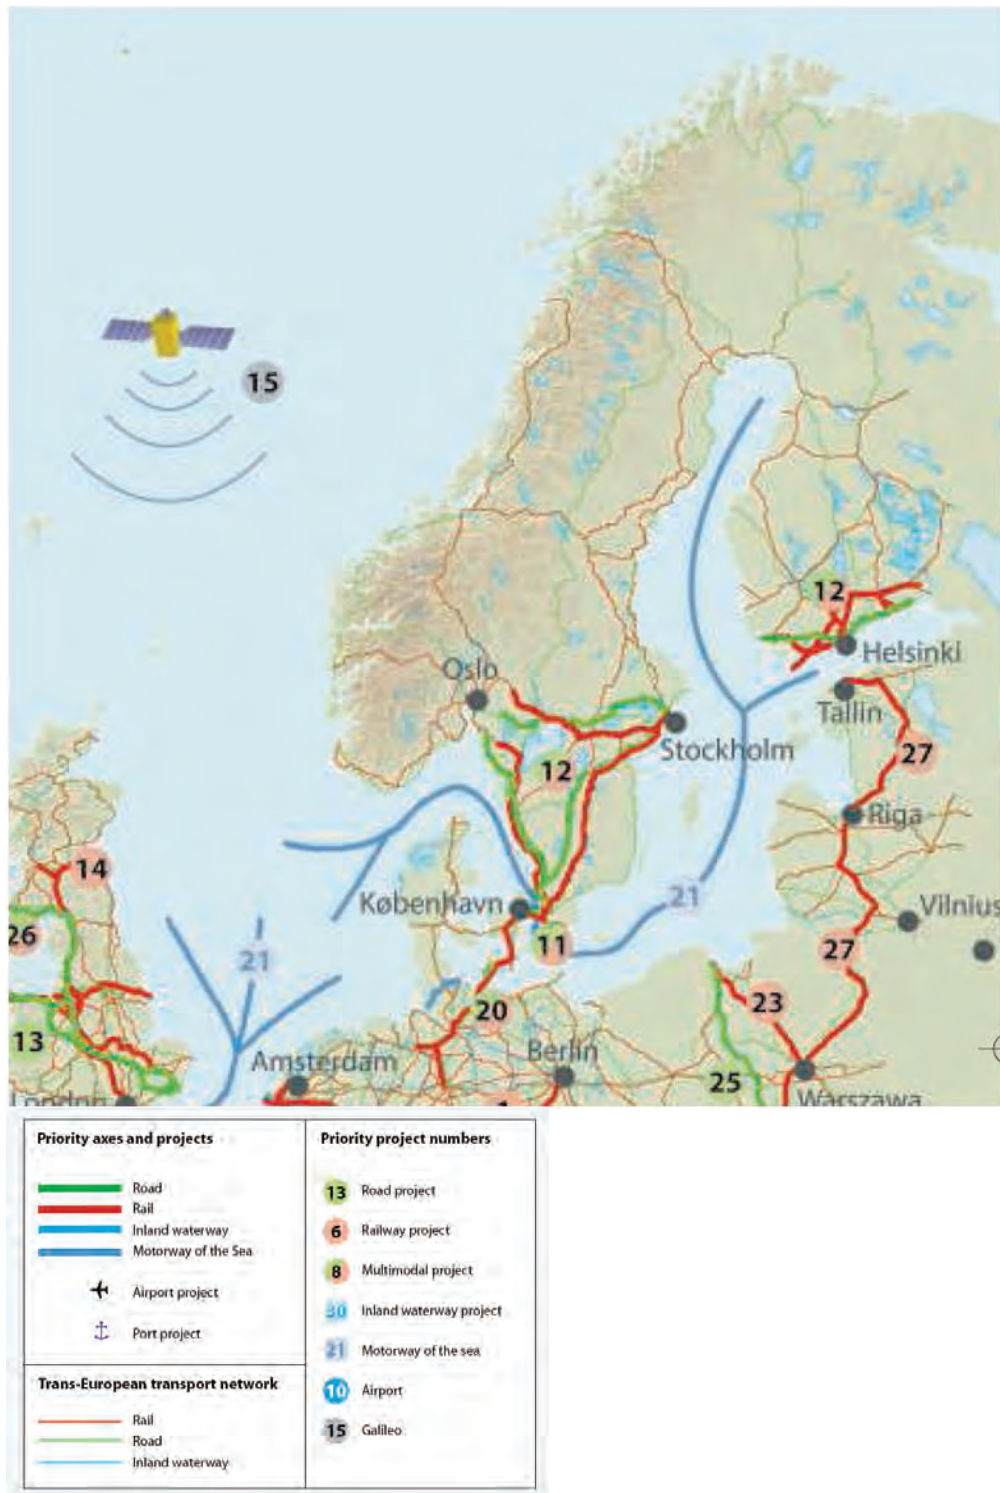 15
12
Helsinki
Oslo
Tallin
Stockholm
27
12
Riga
14
21
København
Vilnius
26
11
27
21
23
20
13
Amsterdam
Berlin
25
London
Warszawa
Priority axes and projects
Road
Rail
Inland waterway
Motorway of the Sea
Airport project
Port project
Trans-European transport network
Rail
Road
Inland waterway
Priority project numbers
13 Road project
6 Railway project
8 Multimodal project
30 Inland waterway project
21 Motorway of the sea
10 Airport
15 Galileo